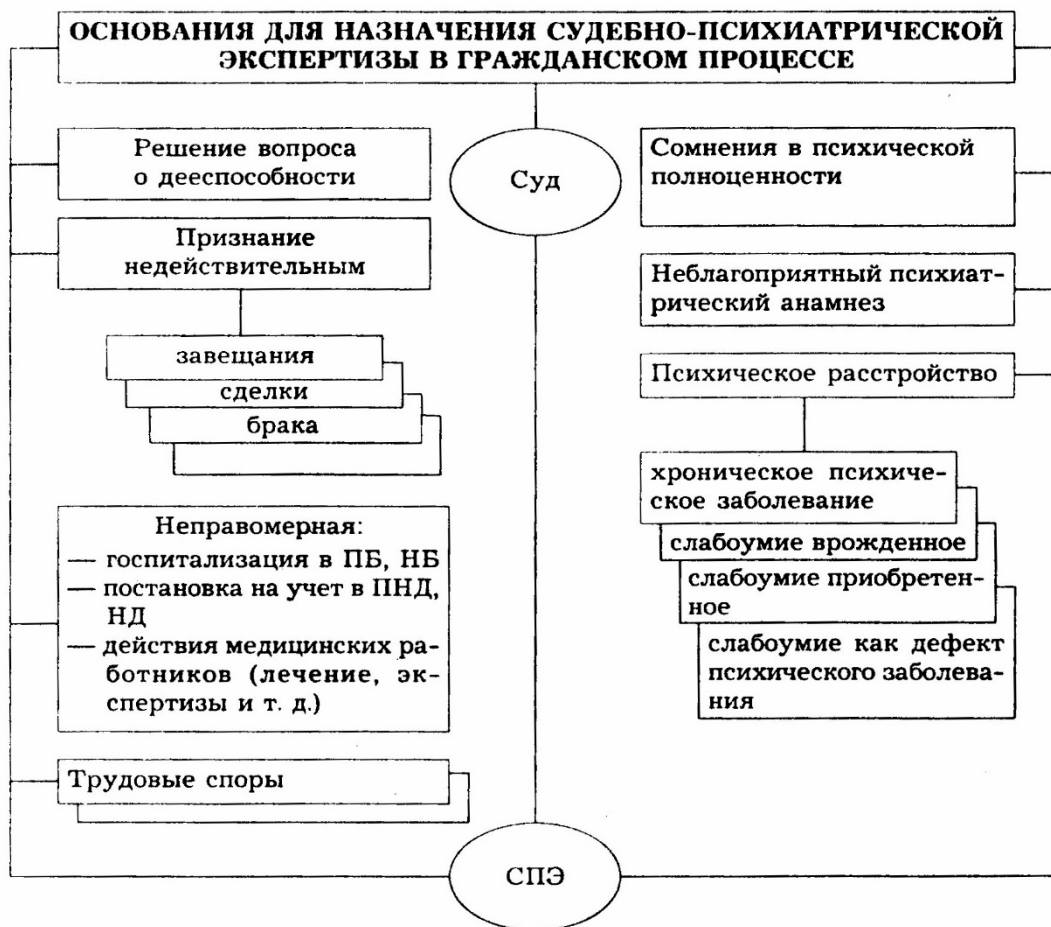 ОСНОВАНИЯ ДЛЯ НАЗНАЧЕНИЯ СУДЕБНО-ПСИХИАТРИЧЕСКОЙ
ЭКСПЕРТИЗЫ В ГРАЖДАНСКОМ ПРОЦЕССЕ
Решение вопроса
о дееспособности
Признание
недействительным
завещания
сделки
брака
Неправомерная:
— госпитализация в ПБ, НБ
— постановка на учет в ПНД,
НД
— действия медицинских ра-
ботников (лечение, эк-
спертизы и т. д.)
Трудовые споры
Суд
СПЭ
Сомнения в психической
полноценности
Неблагоприятный психиат-
рический анамнез
Психическое расстройство
хроническое психиче-
ское заболевание
слабоумие врожденное
слабоумие приобретен-
ное
слабоумие как дефект
психического заболева-
ния